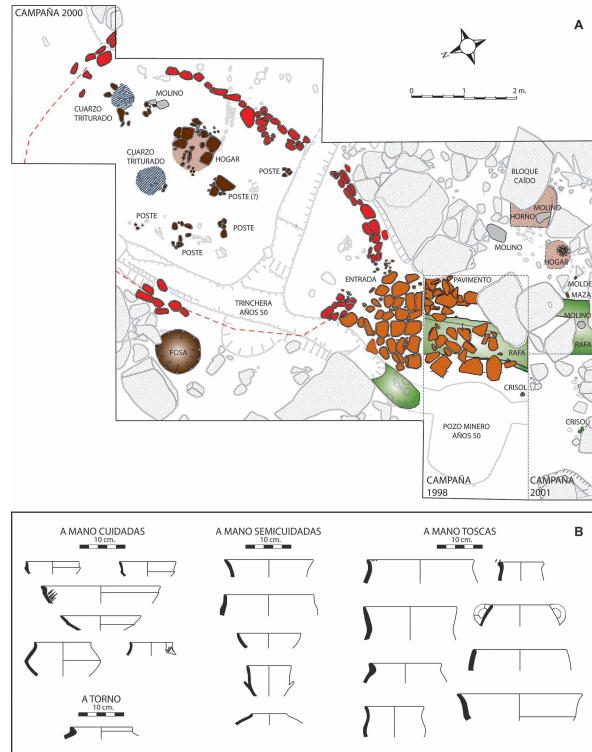 CAMPAÑA 2000
A
N
0
1
2 m.
MOLINO
CUARZO
TRITURADO
HOGAR
CUARZO
TRITURADO
POSTE
POSTE (?)
POSTE
POSTE
POSTE
BLOQUE
CAÍDO
MOLINO
HORNO
MOLINO
HOGAR
ENTRADA
PAVIMENTO
MOLDE
MAZA
MOLINO
TRINCHERA
AÑOS 50
RAFA
RAFA
FOSA
CRISOL
POZO MINERO
AÑOS 50
CRISOL
CAMPAÑA
1998
CAMPAÑA
2001
B
A MANO CUIDADAS
10 cm.
A MANO SEMICUIDADAS
10 cm.
A MANO TOSCAS
10 cm.
A TORNO
10 cm.